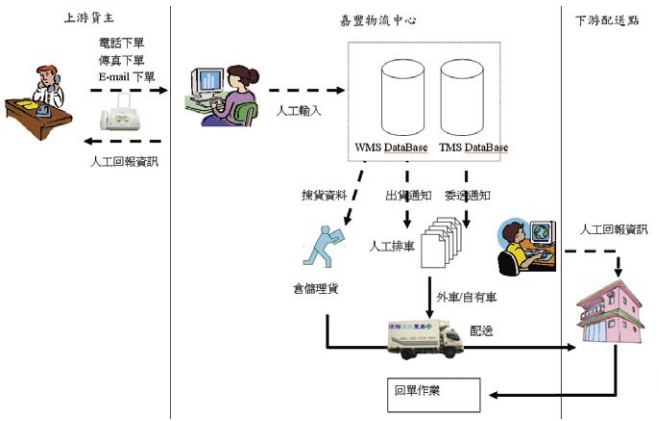 上游貨主
嘉豐物流中心
下游配送點
電話下單
傳真下單
E-mail 下單
人工輸入
人工回報資訊
WMS DataBase
TMS DataBase
揀貨資料
出貨通知
委送通知
人工排車
人工回報資訊
倉儲理貨
外車/自有車
配送
回單作業